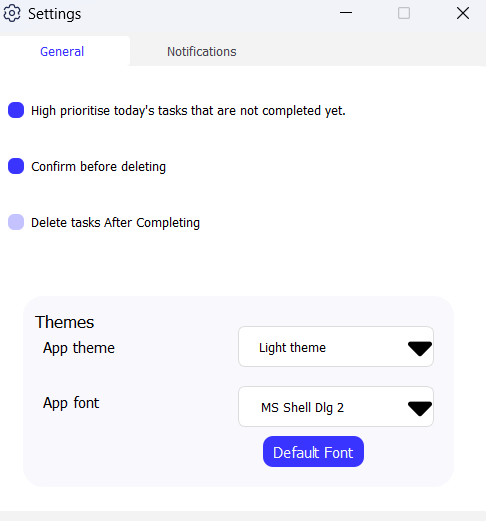 Settings
General Notifications
High prioritise today's tasks that are not completed yet.
Confirm before deleting
Delete tasks After Completing
Themes
App theme Light theme
App font MS Shell Dlg 2
Default Font